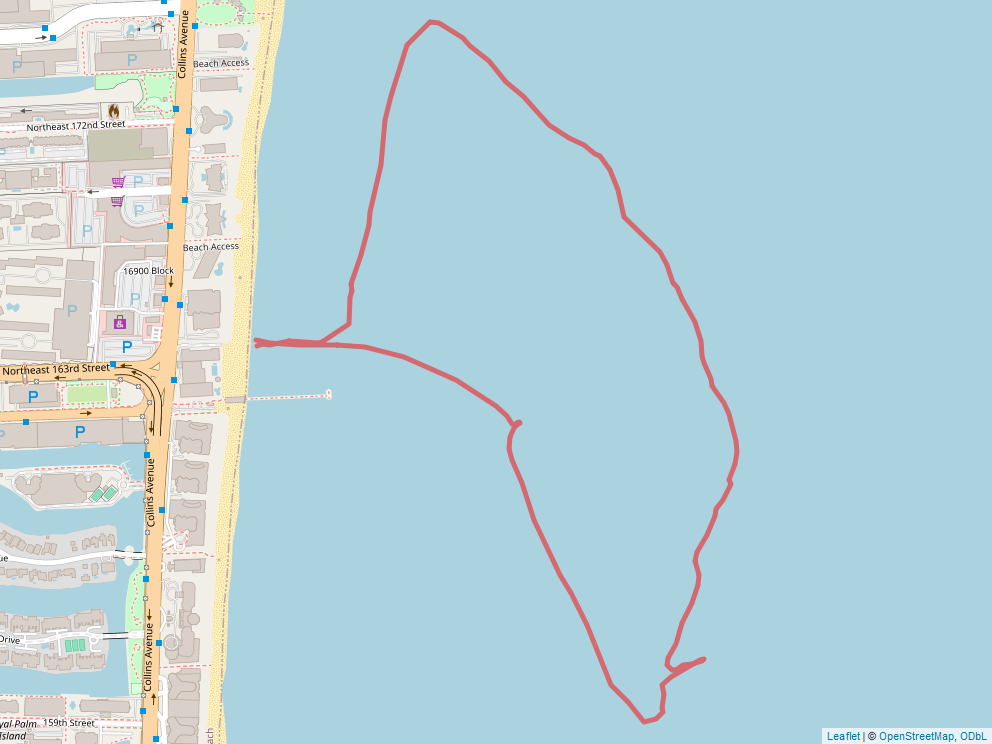 Collins Avenue
Beach Access
P
P
Northeast 172nd Street
P
P
P
Beach Access
16900 Block
P
P
P
Northeast 163rd Street
P
P
Collins Avenue
ue
Drive
Collins Avenue
yal Palm
Island
159th Street
ach
Leaflet | © OpenStreetMap, ODbL